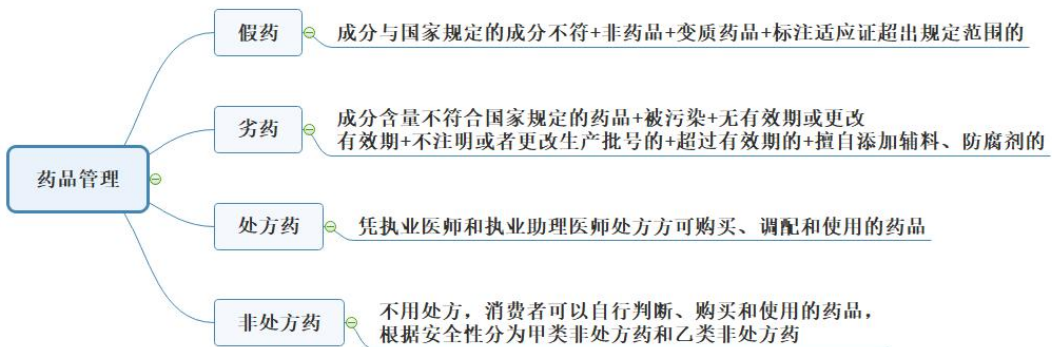 药品管理
假药
成分与国家规定的成分不符+非药品+变质药品+标注适应证超出规定范围的
劣药
成分含量不符合国家规定的药品+被污染+无有效期或更改
有效期+不注明或者更改生产批号的+超过有效期的+擅自添加辅料、防腐剂的
处方药
凭执业医师和执业助理医师处方方可购买、调配和使用的药品
非处方药
不用处方，消费者可以自行判断、购买和使用的药品，
根据安全性分为甲类非处方药和乙类非处方药